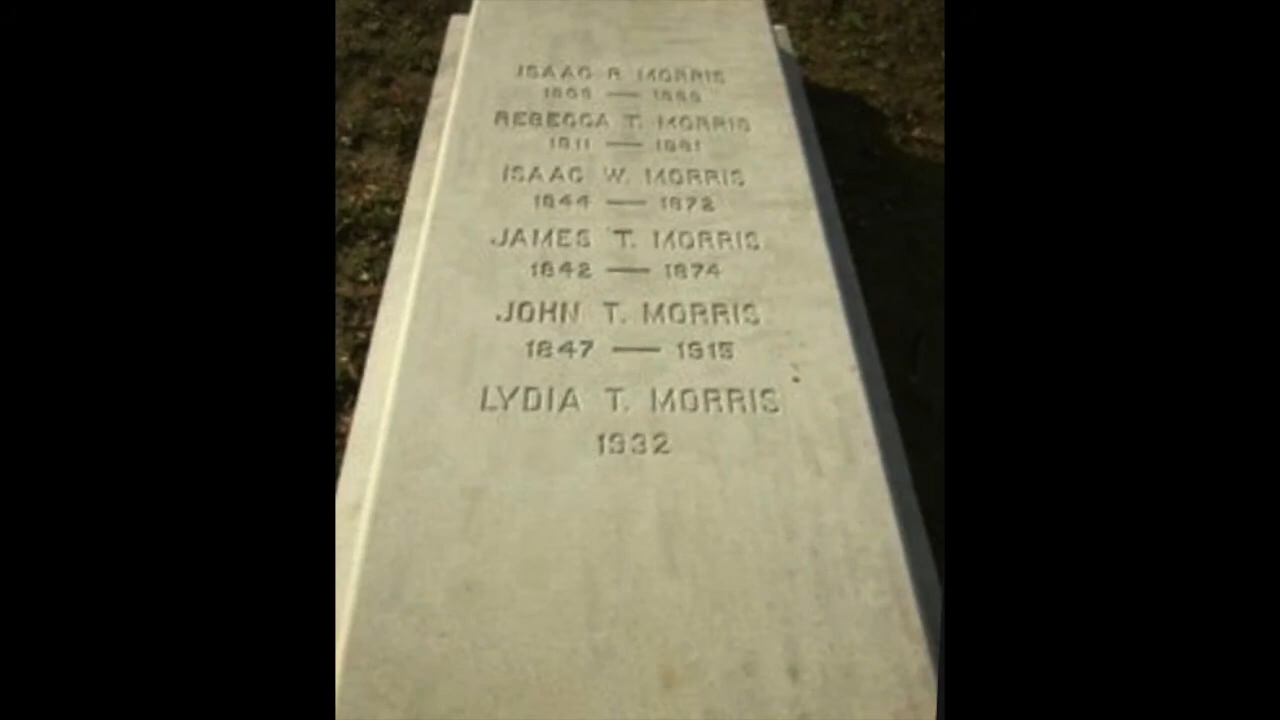 ISAAC P. MORRIS
REBECCA T. MORRIS
1811 — 1881
ISAAC W. MORRIS
1844 — 1872
JAMES T. MORRIS
1842 — 1874
JOHN T. MORRIS
1847 — 1915
LYDIA T. MORRIS
1932